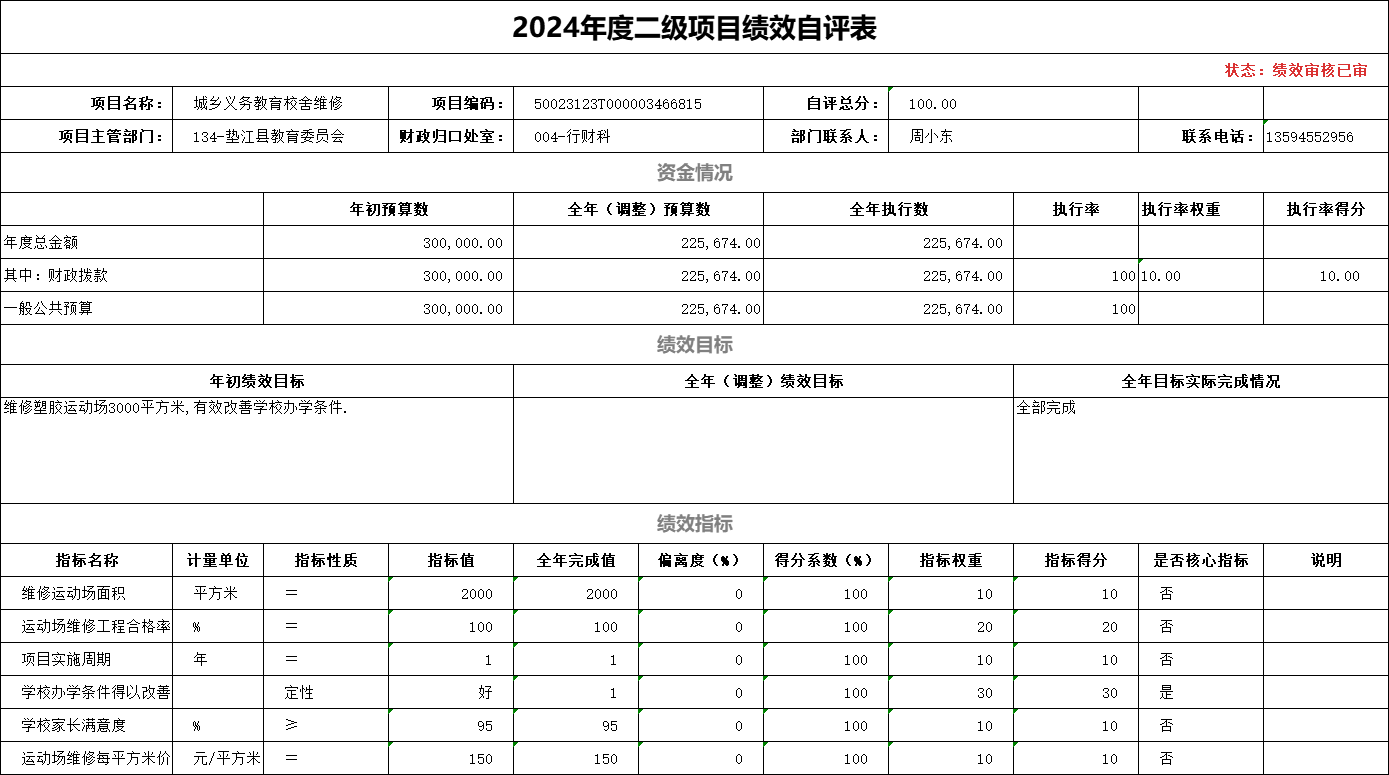 2024年度二级项目绩效自评表
状态：绩效审核已审
项目名称： 城乡义务教育校舍维修 项目编码： 50023123T000003466815 自评总分： 100.00
项目主管部门： 134-垫江县教育委员会 财政归口处室： 004-行财科 部门联系人： 周小东 联系电话： 13594552956
资金情况
年初预算数 全年（调整）预算数 全年执行数 执行率 执行率权重 执行率得分
年度总金额 300,000.00 225,674.00 225,674.00
其中：财政拨款 300,000.00 225,674.00 225,674.00 100 10.00 10.00
一般公共预算 300,000.00 225,674.00 225,674.00 100
绩效目标
年初绩效目标 全年（调整）绩效目标 全年目标实际完成情况
维修塑胶运动场3000平方米,有效改善学校办学条件. 全部完成
绩效指标
指标名称 计量单位 指标性质 指标值 全年完成值 偏离度（%） 得分系数（%） 指标权重 指标得分 是否核心指标 说明
维修运动场面积 平方米 ＝ 2000 2000 0 100 10 10 否
运动场维修工程合格率 % ＝ 100 100 0 100 20 20 否
项目实施周期 年 ＝ 1 1 0 100 10 10 否
学校办学条件得以改善 定性 好 1 0 100 30 30 是
学校家长满意度 % ≥ 95 95 0 100 10 10 否
运动场维修每平方米价 元/平方米 ＝ 150 150 0 100 10 10 否